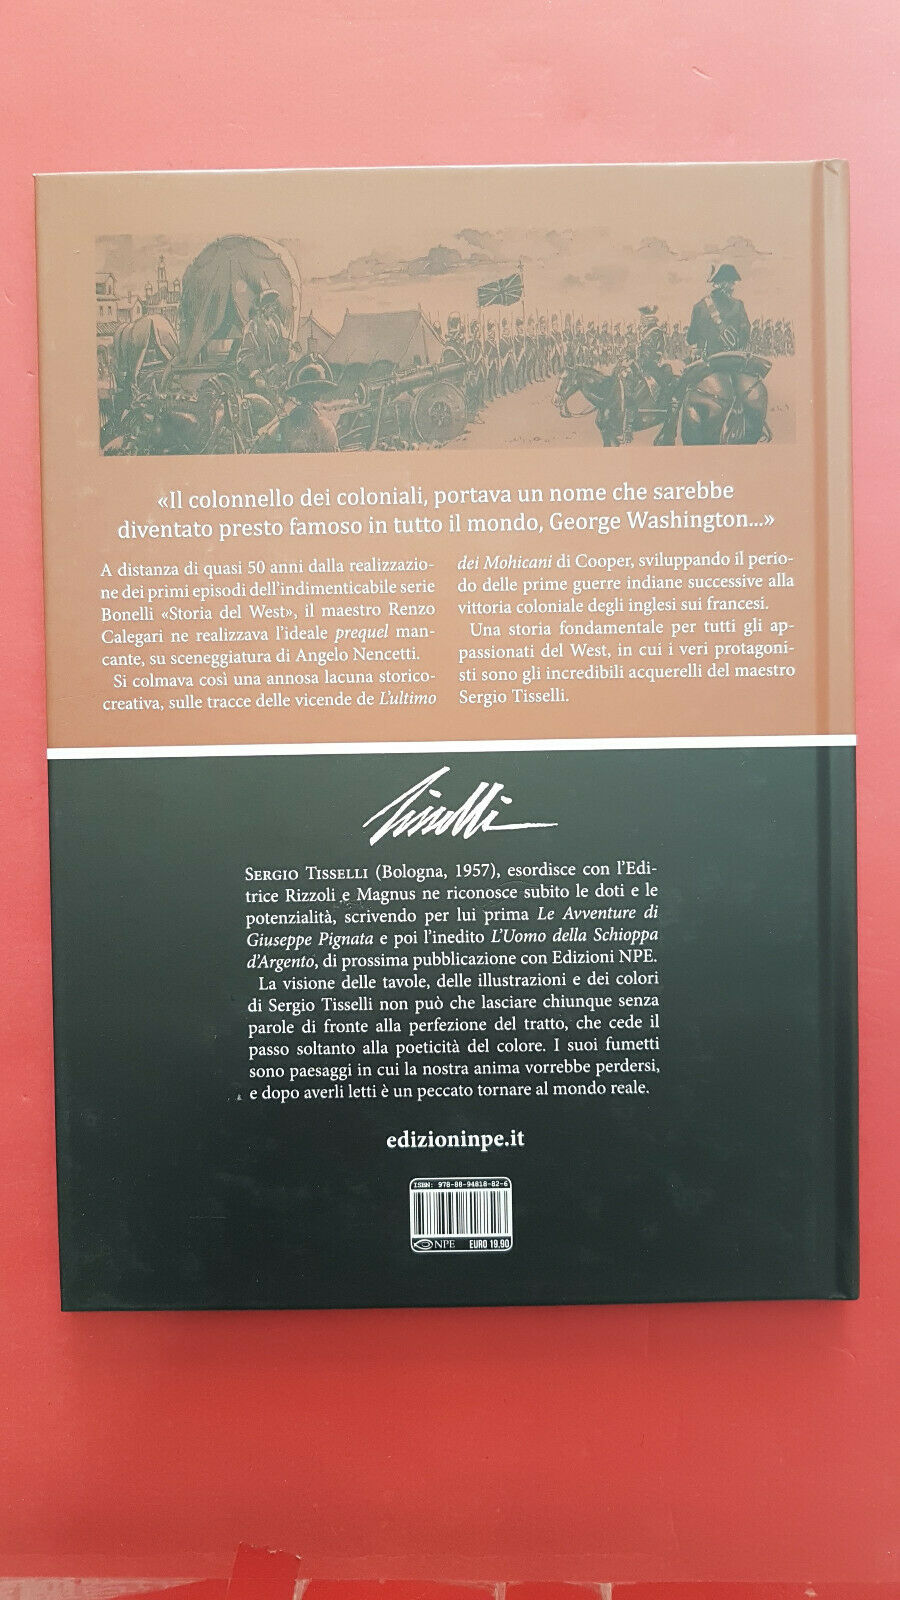 «Il colonnello dei coloniali, portava un nome che sarebbe
diventato presto famoso in tutto il mondo, George Washington...»
A distanza di quasi 50 anni dalla realizzazio-
ne dei primi episodi dell'indimenticabile serie
Bonelli «Storia del West», il maestro Renzo
Calegari ne realizzava l'ideale prequel man-
cante, su sceneggiatura di Angelo Nencetti.
Si colmava così una annosa lacuna storico-
creativa, sulle tracce delle vicende de L'ultimo
dei Mohicani di Cooper, sviluppando il perio-
do delle prime guerre indiane successive alla
vittoria coloniale degli inglesi sui francesi.
Una storia fondamentale per tutti gli ap-
passionati del West, in cui i veri protagoni-
sti sono gli incredibili acquerelli del maestro
Sergio Tisselli.
Tisselli
SERGIO TISSELLI (Bologna, 1957), esordisce con l'Edi-
trice Rizzoli e Magnus ne riconosce subito le doti e le
potenzialità, scrivendo per lui prima Le Avventure di
Giuseppe Pignata e poi l'inedito L'Uomo della Schioppa
d'Argento, di prossima pubblicazione con Edizioni NPE.
La visione delle tavole, delle illustrazioni e dei colori
di Sergio Tisselli non può che lasciare chiunque senza
parole di fronte alla perfezione del tratto, che cede il
passo soltanto alla poeticità del colore. I suoi fumetti
sono paesaggi in cui la nostra anima vorrebbe perdersi,
e dopo averli letti è un peccato tornare al mondo reale.
edizioninpe.it
ISBN: 978-88-94818-82-6
NPE EURO 19.90